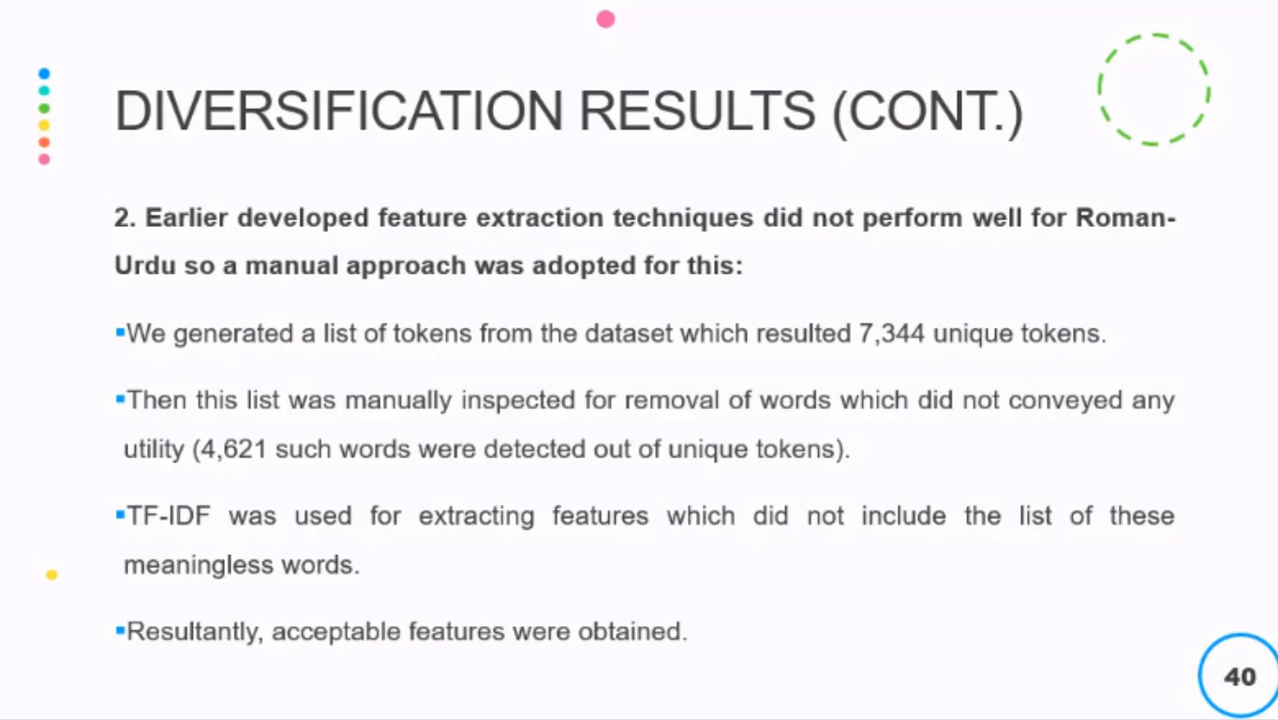 DIVERSIFICATION RESULTS (CONT.)
2. Earlier developed feature extraction techniques did not perform well for Roman-
Urdu so a manual approach was adopted for this:
▪We generated a list of tokens from the dataset which resulted 7,344 unique tokens.
▪Then this list was manually inspected for removal of words which did not conveyed any
utility (4,621 such words were detected out of unique tokens).
▪TF-IDF was used for extracting features which did not include the list of these
meaningless words.
▪Resultantly, acceptable features were obtained.
40